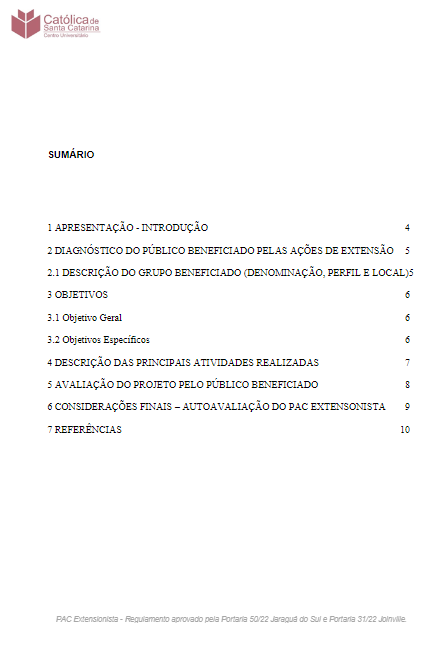 Católica de
Santa Catarina
Centro Universitário
SUMÁRIO
1 APRESENTAÇÃO - INTRODUÇÃO 4
2 DIAGNÓSTICO DO PÚBLICO BENEFICIADO PELAS AÇÕES DE EXTENSÃO 5
2.1 DESCRIÇÃO DO GRUPO BENEFICIADO (DENOMINAÇÃO, PERFIL E LOCAL)5
3 OBJETIVOS 6
3.1 Objetivo Geral 6
3.2 Objetivos Específicos 6
4 DESCRIÇÃO DAS PRINCIPAIS ATIVIDADES REALIZADAS 7
5 AVALIAÇÃO DO PROJETO PELO PÚBLICO BENEFICIADO 8
6 CONSIDERAÇÕES FINAIS – AUTOAVALIAÇÃO DO PAC EXTENSONISTA 9
7 REFERÊNCIAS 10
PAC Extensionista - Regulamento aprovado pela Portaria 50/22 Jaraguá do Sul e Portaria 31/22 Joinville.